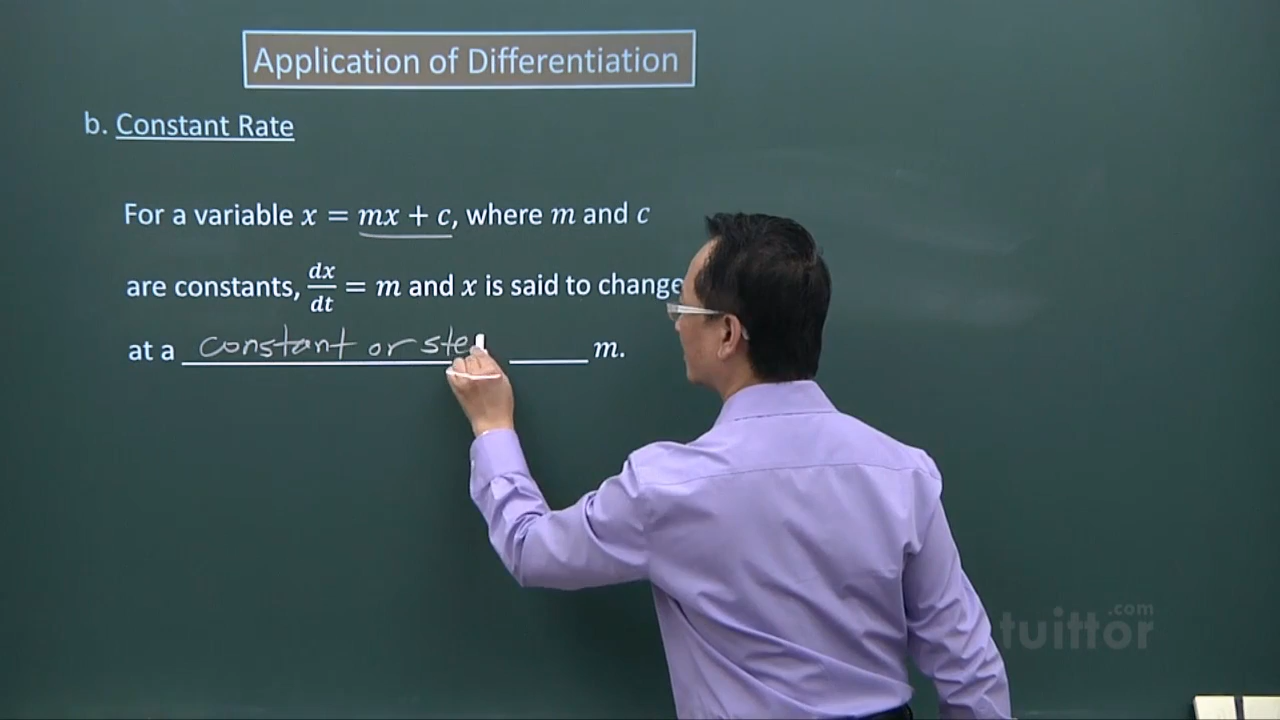 Application of Differentiation
b. Constant Rate
For a variable x = mx + c, where m and c
are constants, dx/dt = m and x is said to change
at a constant or ste ______ m.
tuittor.com